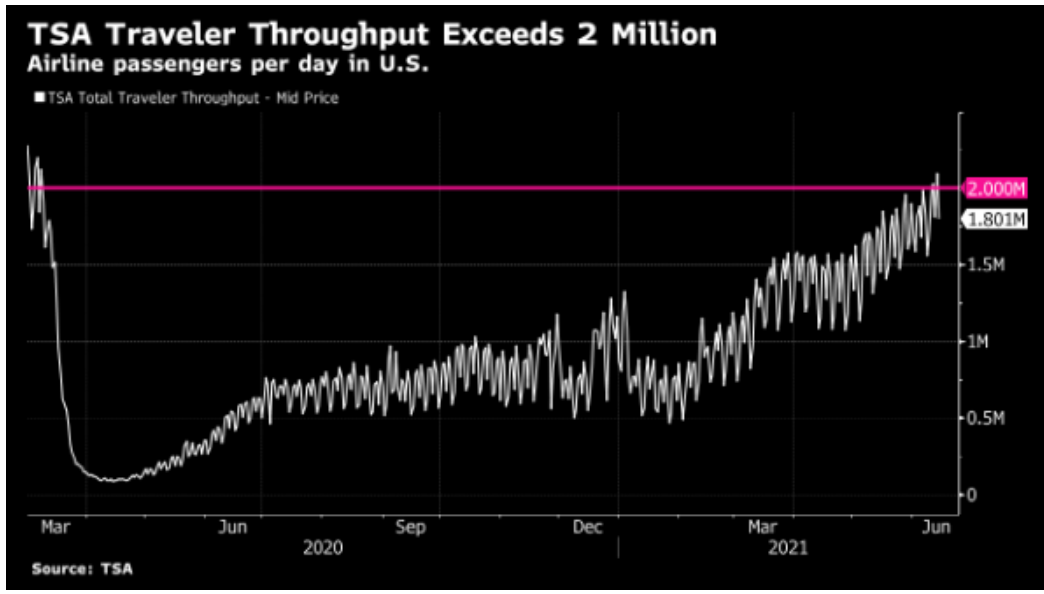 TSA Traveler Throughput Exceeds 2 Million
Airline passengers per day in U.S.
TSA Total Traveler Throughput - Mid Price
2.000M
1.801M
1.5M
1M
0.5M
0
Mar Jun Sep Dec Mar Jun
2020 2021
Source: TSA